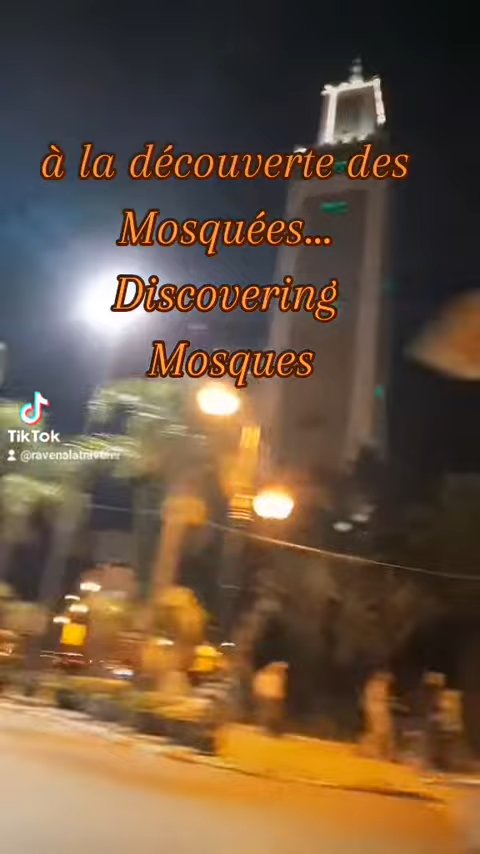 à la découverte des
Mosquées...
Discovering
Mosques
TikTok